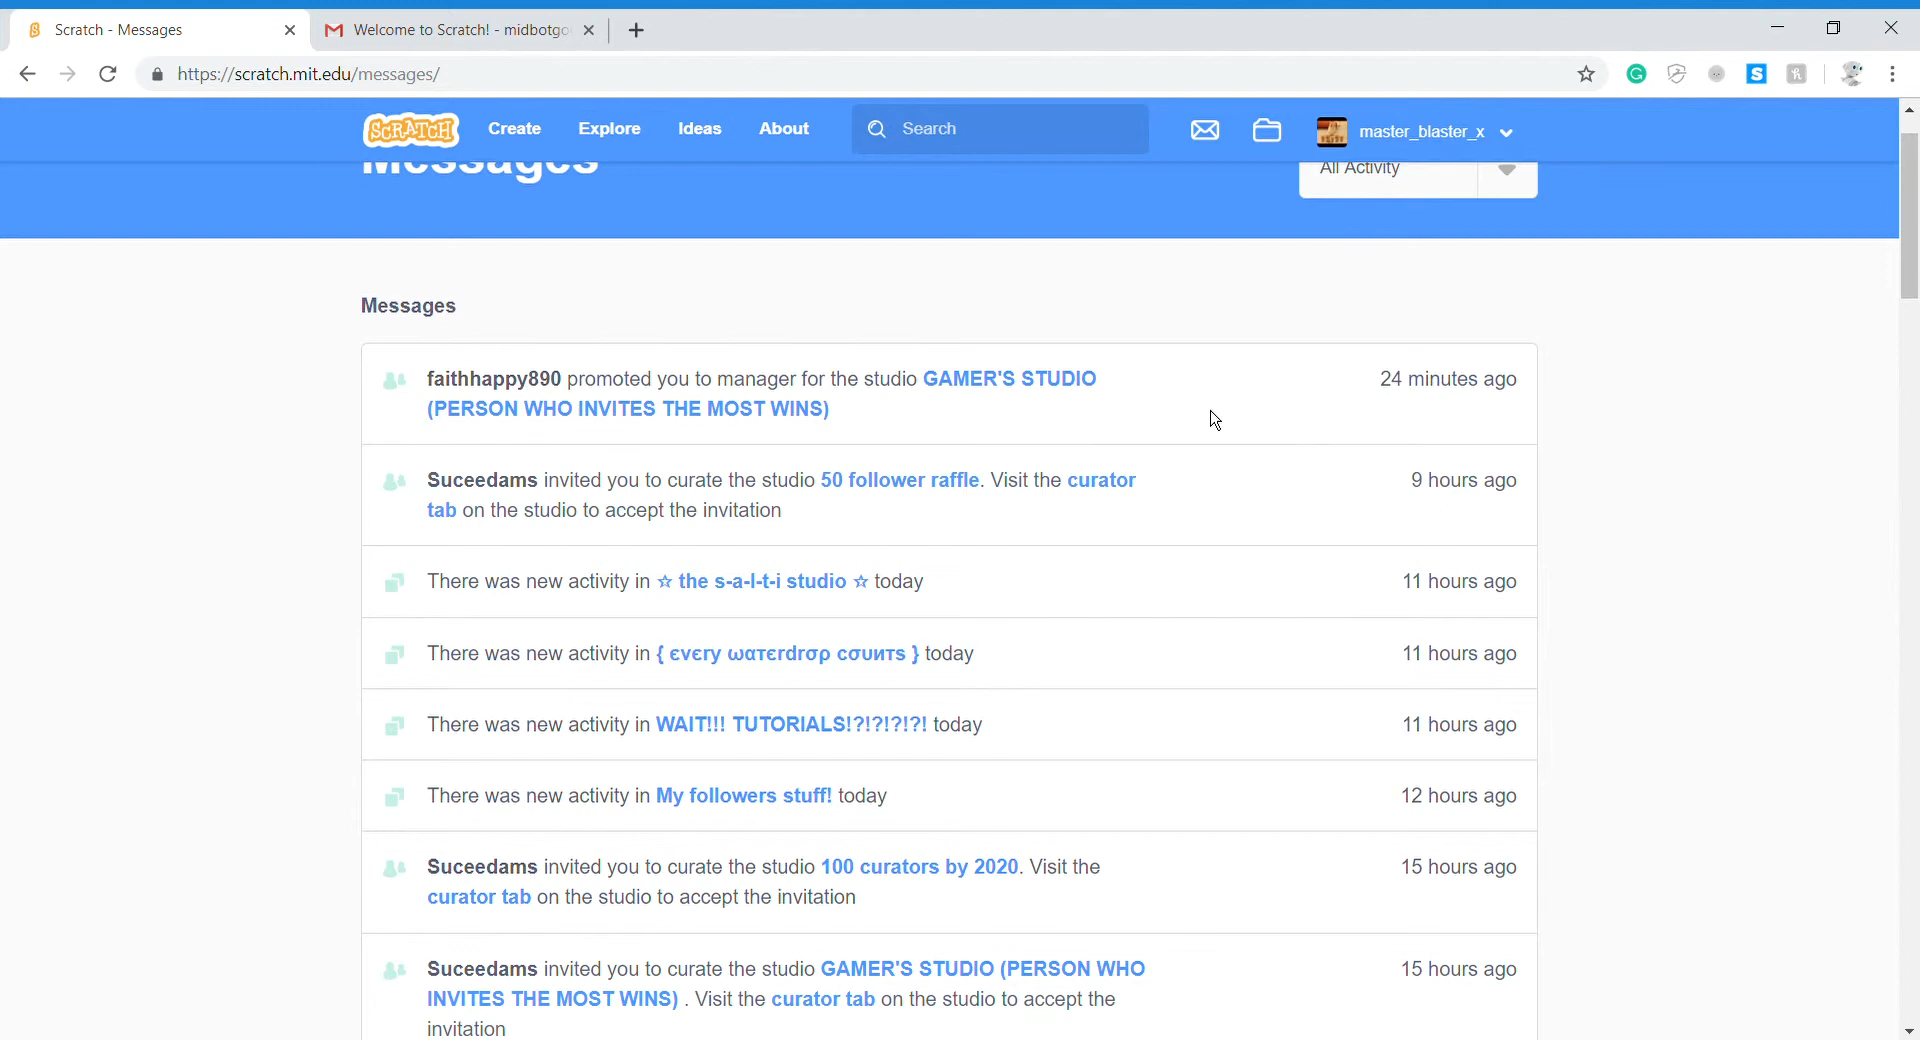 Scratch - Messages
Welcome to Scratch! - midbotgo
https://scratch.mit.edu/messages/
SCRATCH Create Explore Ideas About Search master_blaster_x
Messages All Activity
Messages
faithhappy890 promoted you to manager for the studio GAMER'S STUDIO 24 minutes ago
(PERSON WHO INVITES THE MOST WINS)
Suceedams invited you to curate the studio 50 follower raffle. Visit the curator 9 hours ago
tab on the studio to accept the invitation
There was new activity in ☆ the s-a-l-t-i studio ☆ today 11 hours ago
There was new activity in { єvєry ωαтєrdrσρ cσυитѕ } today 11 hours ago
There was new activity in WAIT!!! TUTORIALS!?!?!?!?! today 11 hours ago
There was new activity in My followers stuff! today 12 hours ago
Suceedams invited you to curate the studio 100 curators by 2020. Visit the 15 hours ago
curator tab on the studio to accept the invitation
Suceedams invited you to curate the studio GAMER'S STUDIO (PERSON WHO 15 hours ago
INVITES THE MOST WINS) . Visit the curator tab on the studio to accept the
invitation